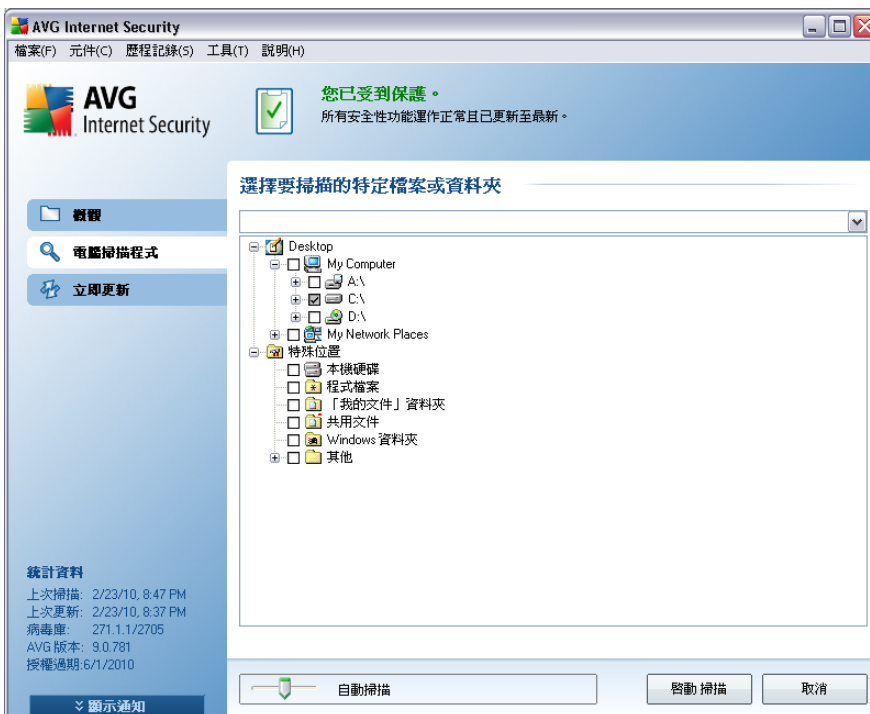 AVG Internet Security
檔案(F) 元件(C) 歷程記錄(S) 工具(T) 說明(H)
AVG
Internet Security
您已受到保護。
所有安全性功能運作正常且已更新至最新。
概觀
電腦掃描程式
立即更新
選擇要掃描的特定檔案或資料夾
Desktop
My Computer
A:\
C:\
D:\
My Network Places
特殊位置
本機硬碟
程式檔案
「我的文件」資料夾
共用文件
Windows 資料夾
其他
統計資料
上次掃描: 2/23/10, 8:47 PM
上次更新: 2/23/10, 8:37 PM
病毒庫: 271.1.1/2705
AVG 版本: 9.0.781
授權過期:6/1/2010
顯示通知
自動掃描
啓動 掃描
取消